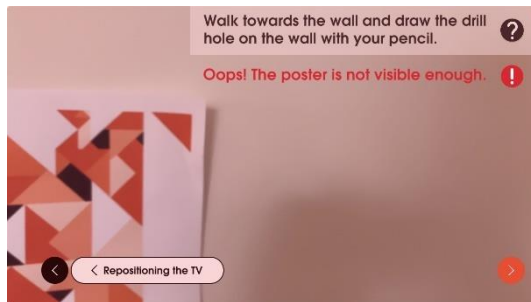 Walk towards the wall and draw the drill
hole on the wall with your pencil.
?
Oops! The poster is not visible enough.
!
< Repositioning the TV